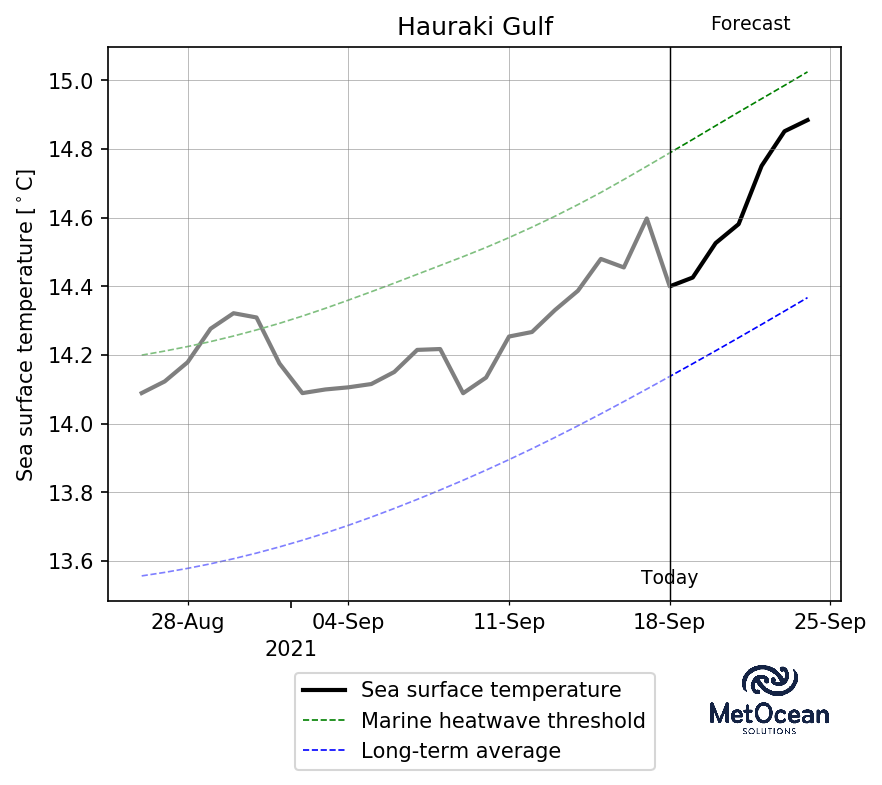 Hauraki Gulf
Forecast
Sea surface temperature [°C]
15.0
14.8
14.6
14.4
14.2
14.0
13.8
13.6
Today
28-Aug 04-Sep 11-Sep 18-Sep 25-Sep
2021
Sea surface temperature
Marine heatwave threshold
Long-term average
MetOcean
SOLUTIONS